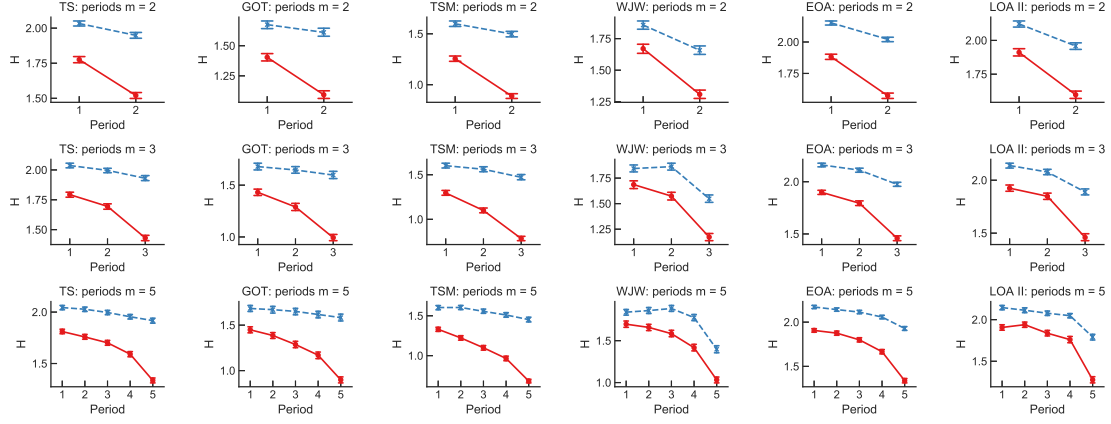 TS: periods m = 2
GOT: periods m = 2
TSM: periods m = 2
WJW: periods m = 2
EOA: periods m = 2
LOA II: periods m = 2
2.00
1.75
1.50
H
1 2
Period
1.50
1.25
H
1 2
Period
1.5
1.0
H
1 2
Period
1.75
1.50
1.25
H
1 2
Period
2.00
1.75
H
1 2
Period
2.00
1.75
H
1 2
Period
TS: periods m = 3
GOT: periods m = 3
TSM: periods m = 3
WJW: periods m = 3
EOA: periods m = 3
LOA II: periods m = 3
2.00
1.75
1.50
H
1 2 3
Period
1.5
1.0
H
1 2 3
Period
1.5
1.0
H
1 2 3
Period
1.75
1.50
1.25
H
1 2 3
Period
2.0
1.5
H
1 2 3
Period
2.0
1.5
H
1 2 3
Period
TS: periods m = 5
GOT: periods m = 5
TSM: periods m = 5
WJW: periods m = 5
EOA: periods m = 5
LOA II: periods m = 5
2.0
1.5
H
1 2 3 4 5
Period
1.5
1.0
H
1 2 3 4 5
Period
1.5
1.0
H
1 2 3 4 5
Period
1.5
1.0
H
1 2 3 4 5
Period
2.0
1.5
H
1 2 3 4 5
Period
2.0
1.5
H
1 2 3 4 5
Period